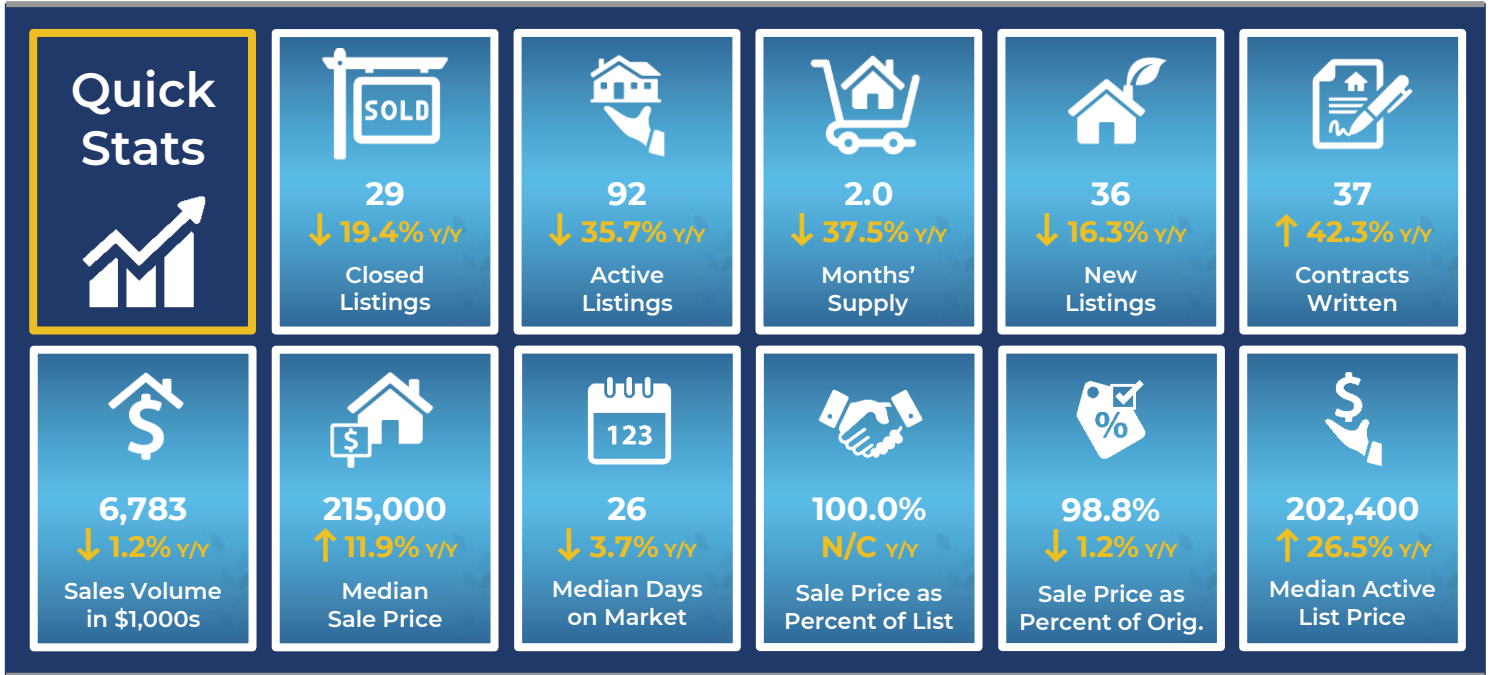 Quick
Stats
SOLD
29
↓ 19.4% Y/Y
Closed
Listings
92
↓ 35.7% Y/Y
Active
Listings
2.0
↓ 37.5% Y/Y
Months’
Supply
36
↓ 16.3% Y/Y
New
Listings
37
↑ 42.3% Y/Y
Contracts
Written
$
6,783
↓ 1.2% Y/Y
Sales Volume
in $1,000s
$
215,000
↑ 11.9% Y/Y
Median
Sale Price
123
26
↓ 3.7% Y/Y
Median Days
on Market
100.0%
N/C Y/Y
Sale Price as
Percent of List
%
98.8%
↓ 1.2% Y/Y
Sale Price as
Percent of Orig.
$
202,400
↑ 26.5% Y/Y
Median Active
List Price